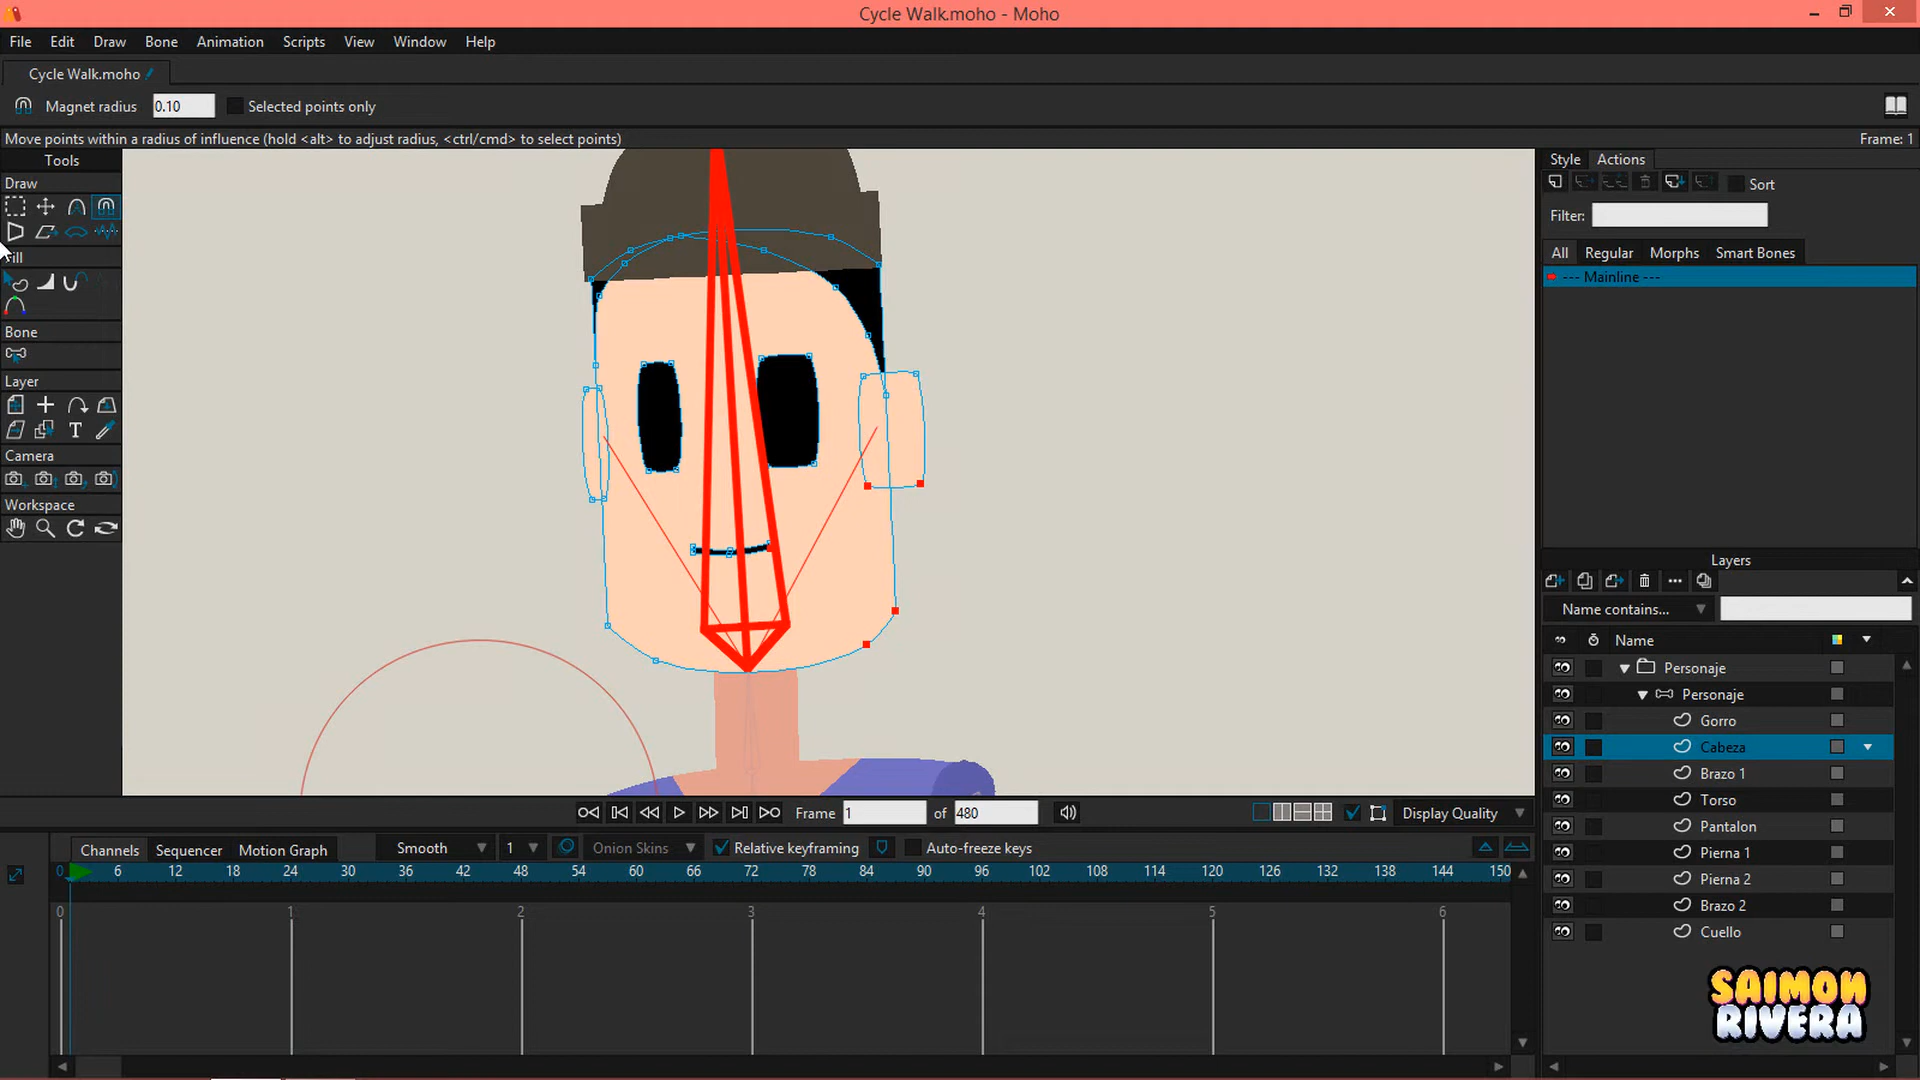 Cycle Walk.moho - Moho
File Edit Draw Bone Animation Scripts View Window Help
Cycle Walk.moho
Magnet radius 0.10 Selected points only
Move points within a radius of influence (hold <alt> to adjust radius, <ctrl/cmd> to select points) Frame: 1
Tools
Draw
Fill
Bone
Layer
T
Camera
Workspace
Style Actions
Sort
Filter:
All Regular Morphs Smart Bones
--- Mainline ---
Layers
Name contains...
Name
Personaje
Personaje
Gorro
Cabeza
Brazo 1
Torso
Pantalon
Pierna 1
Pierna 2
Brazo 2
Cuello
SAIMON
RIVERA
Frame 1 of 480 Display Quality
Channels Sequencer Motion Graph Smooth 1 Onion Skins Relative keyframing Auto-freeze keys
0 6 12 18 24 30 36 42 48 54 60 66 72 78 84 90 96 102 108 114 120 126 132 138 144 150
0 1 2 3 4 5 6